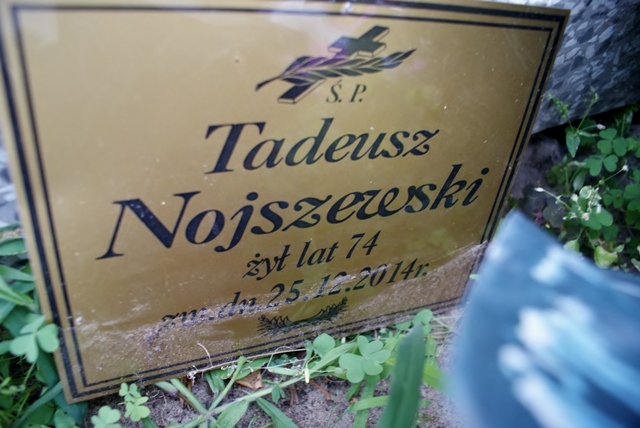 Ś. P.
Tadeusz
Nojszewski
żył lat 74
zm. dn. 25.12.2014r.